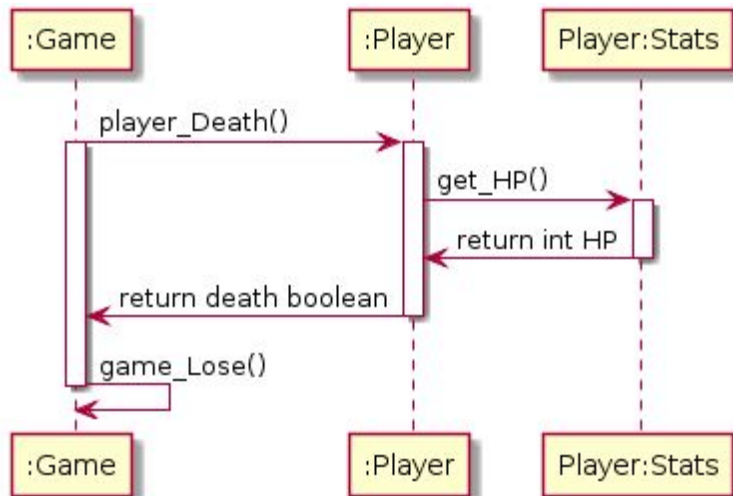 :Game
:Player
Player:Stats
player_Death()
get_HP()
return int HP
return death boolean
game_Lose()
:Game
:Player
Player:Stats